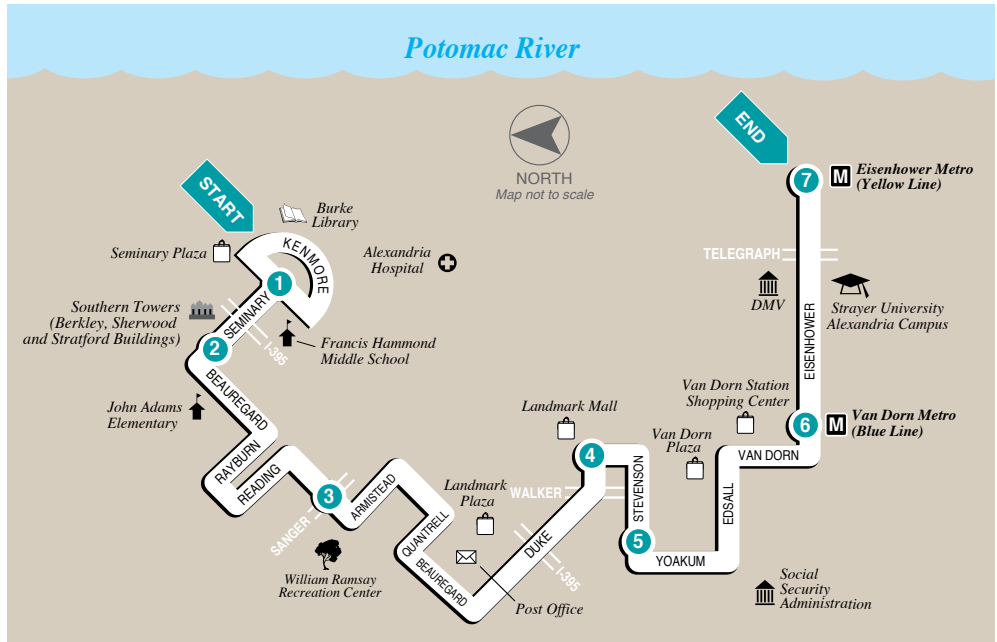 Potomac River
START
END
NORTH
Map not to scale
7
M
Eisenhower Metro
(Yellow Line)
Burke
Library
KENMORE
Seminary Plaza
Alexandria
Hospital
TELEGRAPH
1
DMV
Strayer University
Alexandria Campus
Southern Towers
(Berkley, Sherwood
and Stratford Buildings)
SEMINARY
I-395
2
Francis Hammond
Middle School
EISENHOWER
BEAUREGARD
John Adams
Elementary
Van Dorn Station
Shopping Center
Landmark Mall
6
M
Van Dorn Metro
(Blue Line)
Van Dorn
Plaza
VAN DORN
RAYBURN
READING
4
3
SANGER
ARMISTEAD
Landmark
Plaza
WALKER
STEVENSON
EDSALL
QUANTRELL
DUKE
5
YOAKUM
BEAUREGARD
I-395
William Ramsay
Recreation Center
Post Office
Social
Security
Administration